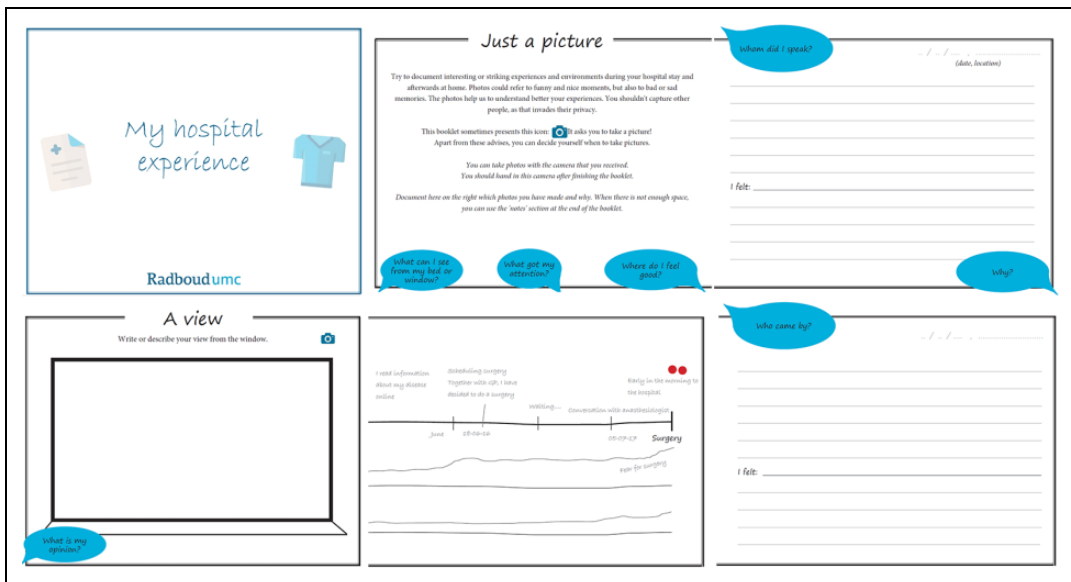 My hospital
experience
Radboudumc
Just a picture
Try to document interesting or striking experiences and environments during your hospital stay and
afterwards at home. Photos could refer to funny and nice moments, but also to bad or sad
memories. The photos help us to understand better your experiences. You shouldn't capture other
people, as that invades their privacy.
This booklet sometimes presents this icon: It asks you to take a picture!
Apart from these advises, you can decide yourself when to take pictures.
You can take photos with the camera that you received.
You should hand in this camera after finishing the booklet.
Document here on the right which photos you have made and why. When there is not enough space,
you can use the 'notes' section at the end of the booklet.
What can I see
from my bed or
window?
What got my
attention?
Where do I feel
good?
Whom did I speak?
.. / .. / .... ,
(date, location)
I felt:
Why?
A view
Write or describe your view from the window.
What is my
opinion?
I read information
about my disease
online
Scheduling surgery
Together with GP, I have
decided to do a surgery
Waiting....
Conversation with anasthesiologist
Early in the morning to
the hospital
June
18-06-16
05-07-17
Surgery
Fear for surgery
Who came by?
.. / .. / .... ,
I felt: